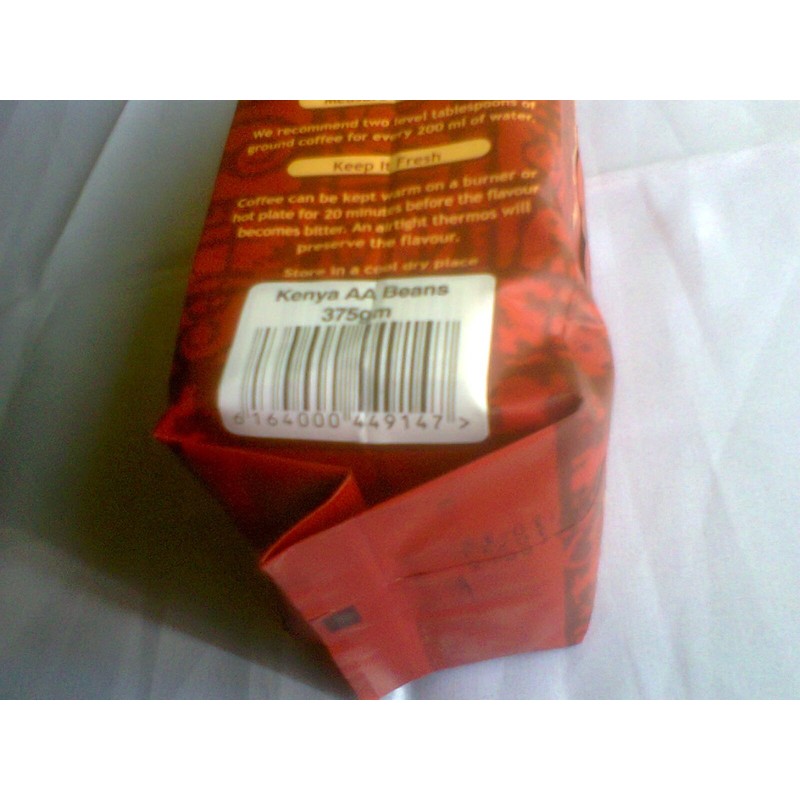 We recommend two level tablespoons of
ground coffee for every 200 ml of water.
Keep It Fresh
Coffee can be kept warm on a burner or
hot plate for 20 minutes before the flavour
becomes bitter. An airtight thermos will
preserve the flavour.
Store in a cool dry place
Kenya AA Beans
375gm
6 164000 449147 >